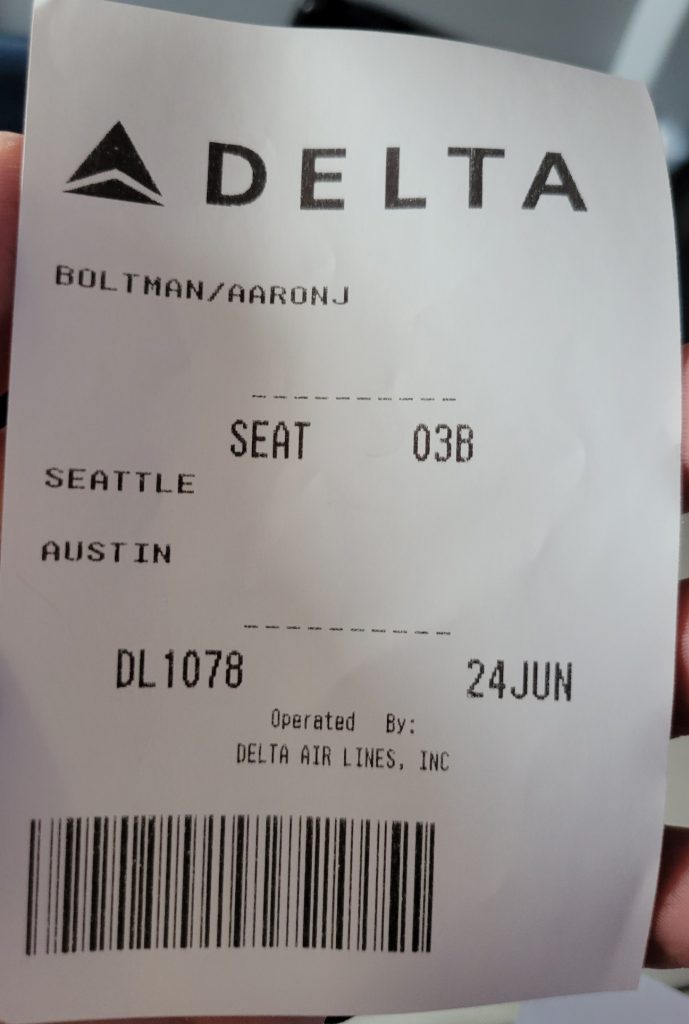 DELTA
BOLTMAN/AARONJ
SEAT 03B
SEATTLE
AUSTIN
DL1078 24JUN
Operated By:
DELTA AIR LINES, INC